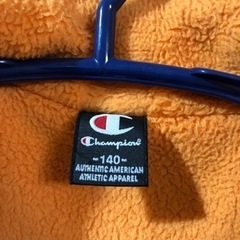 Champion
140
AUTHENTIC AMERICAN
ATHLETIC APPAREL